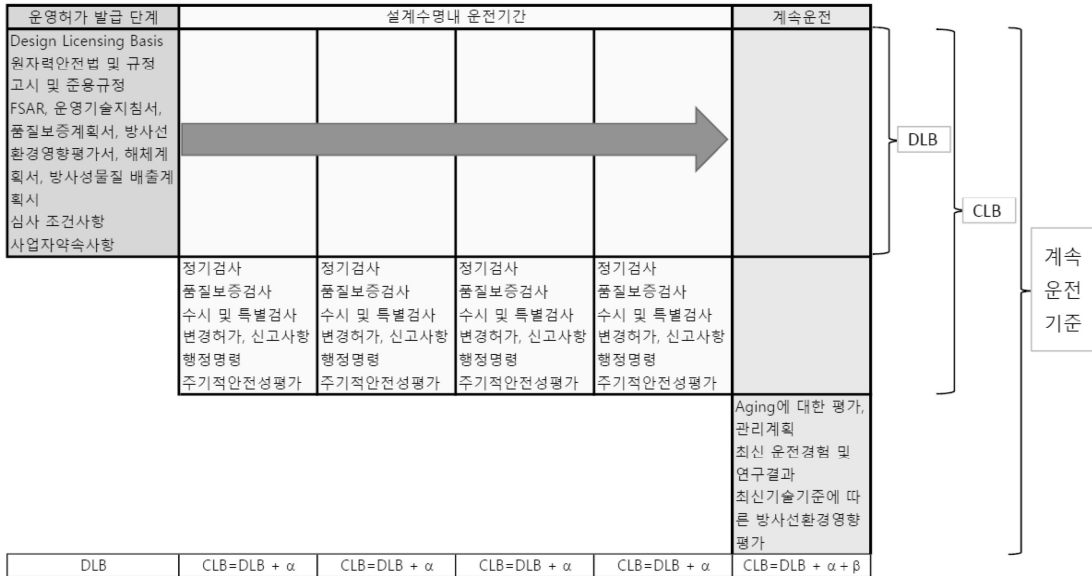 운영허가 발급 단계
설계수명내 운전기간
계속운전
Design Licensing Basis
원자력안전법 및 규정
고시 및 준용규정
FSAR, 운영기술지침서,
품질보증계획서, 방사선
환경영향평가서, 해체계
획서, 방사성물질 배출계
획시
심사 조건사항
사업자약속사항
정기검사
품질보증검사
수시 및 특별검사
변경허가, 신고사항
행정명령
주기적안전성평가
정기검사
품질보증검사
수시 및 특별검사
변경허가, 신고사항
행정명령
주기적안전성평가
정기검사
품질보증검사
수시 및 특별검사
변경허가, 신고사항
행정명령
주기적안전성평가
정기검사
품질보증검사
수시 및 특별검사
변경허가, 신고사항
행정명령
주기적안전성평가
Aging에 대한 평가,
관리계획
최신 운전경험 및
연구결과
최신기술기준에 따
른 방사선환경영향
평가
DLB
CLB
계속
운전
기준
DLB
CLB=DLB + α
CLB=DLB + α
CLB=DLB + α
CLB=DLB + α
CLB=DLB + α+β